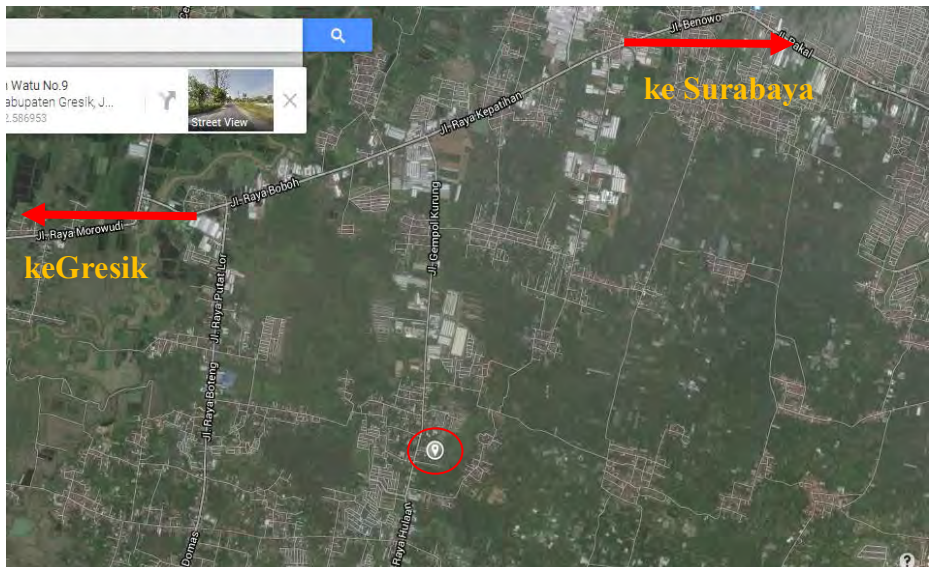 Watu No.9
abupaten Gresik, J...
2.586953
Street View
Jl. Benowo
Jl. Pakal
ke Surabaya
Jl. Raya Kepatihan
Jl. Raya Boboh
Jl. Raya Morowudi
keGresik
Jl. Gempol Kurung
Jl. Raya Putat Lor
Jl. Raya Boteng
Raya Hulaan
Domas
?